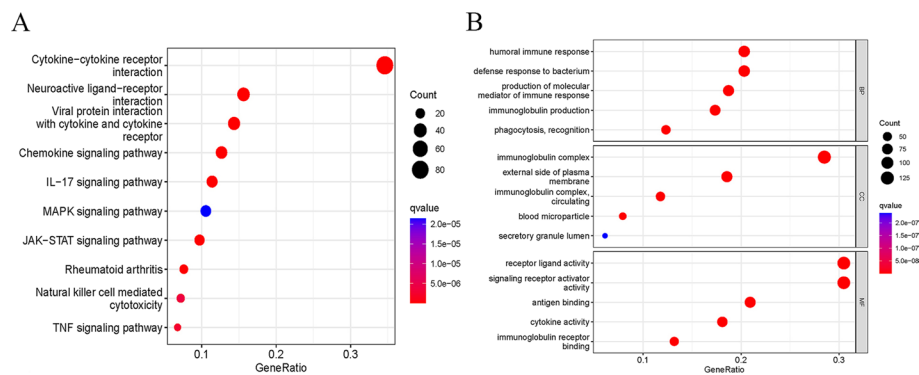 A
Cytokine−cytokine receptor
interaction
Neuroactive ligand−receptor
interaction
Viral protein interaction
with cytokine and cytokine
receptor
Chemokine signaling pathway
IL−17 signaling pathway
MAPK signaling pathway
JAK−STAT signaling pathway
Rheumatoid arthritis
Natural killer cell mediated
cytotoxicity
TNF signaling pathway
0.1
0.2
0.3
GeneRatio
Count
20
40
60
80
qvalue
2.0e−05
1.5e−05
1.0e−05
5.0e−06
B
humoral immune response
defense response to bacterium
production of molecular
mediator of immune response
immunoglobulin production
phagocytosis, recognition
BP
immunoglobulin complex
external side of plasma
membrane
immunoglobulin complex,
circulating
blood microparticle
secretory granule lumen
CC
receptor ligand activity
signaling receptor activator
activity
antigen binding
cytokine activity
immunoglobulin receptor
binding
MF
0.1
0.2
0.3
GeneRatio
Count
50
75
100
125
qvalue
2.0e−07
1.5e−07
1.0e−07
5.0e−08